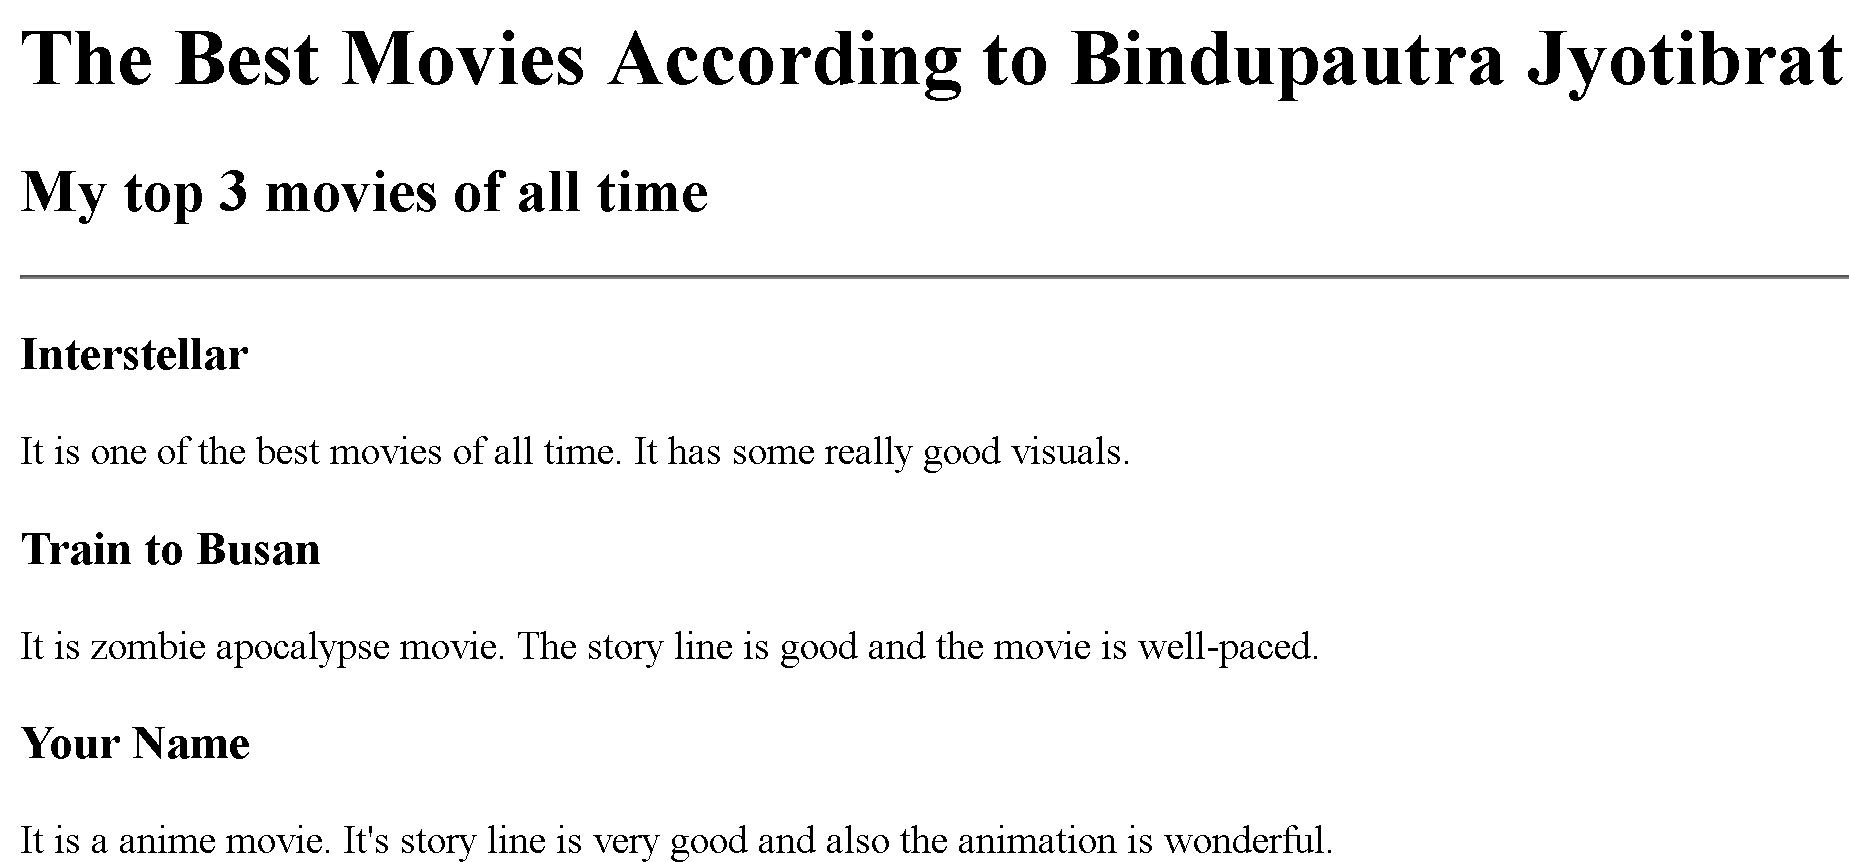 The Best Movies According to Bindupautra Jyotibrat
My top 3 movies of all time
Interstellar
It is one of the best movies of all time. It has some really good visuals.
Train to Busan
It is zombie apocalypse movie. The story line is good and the movie is well-paced.
Your Name
It is a anime movie. It's story line is very good and also the animation is wonderful.